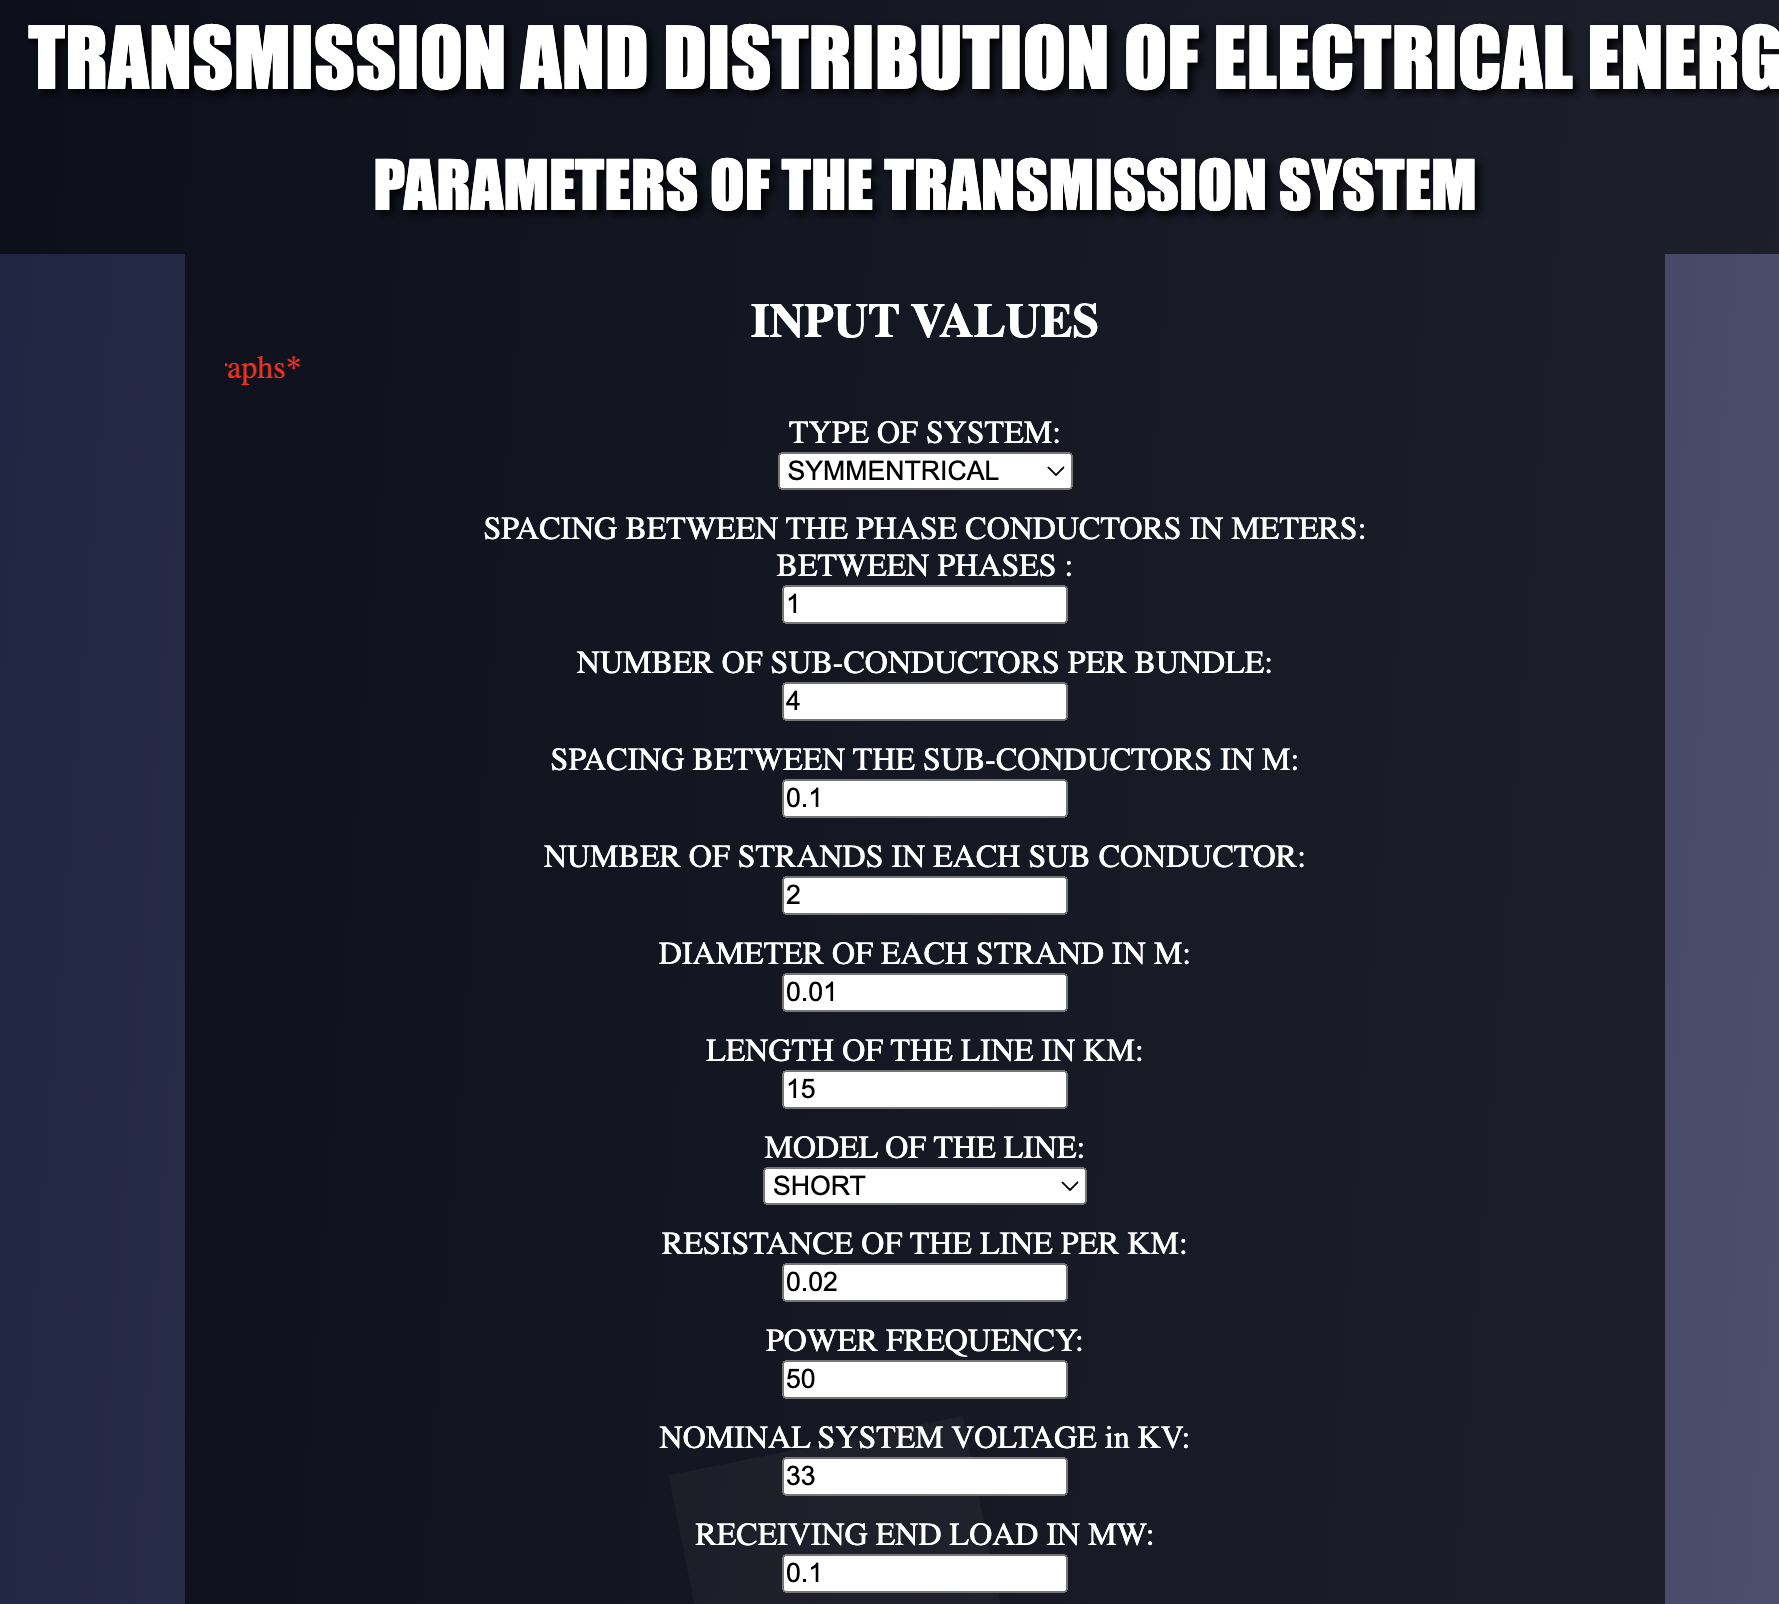 TRANSMISSION AND DISTRIBUTION OF ELECTRICAL ENERG
PARAMETERS OF THE TRANSMISSION SYSTEM
INPUT VALUES
aphs*
TYPE OF SYSTEM:
SYMMENTRICAL
SPACING BETWEEN THE PHASE CONDUCTORS IN METERS:
BETWEEN PHASES :
1
NUMBER OF SUB-CONDUCTORS PER BUNDLE:
4
SPACING BETWEEN THE SUB-CONDUCTORS IN M:
0.1
NUMBER OF STRANDS IN EACH SUB CONDUCTOR:
2
DIAMETER OF EACH STRAND IN M:
0.01
LENGTH OF THE LINE IN KM:
15
MODEL OF THE LINE:
SHORT
RESISTANCE OF THE LINE PER KM:
0.02
POWER FREQUENCY:
50
NOMINAL SYSTEM VOLTAGE in KV:
33
RECEIVING END LOAD IN MW:
0.1